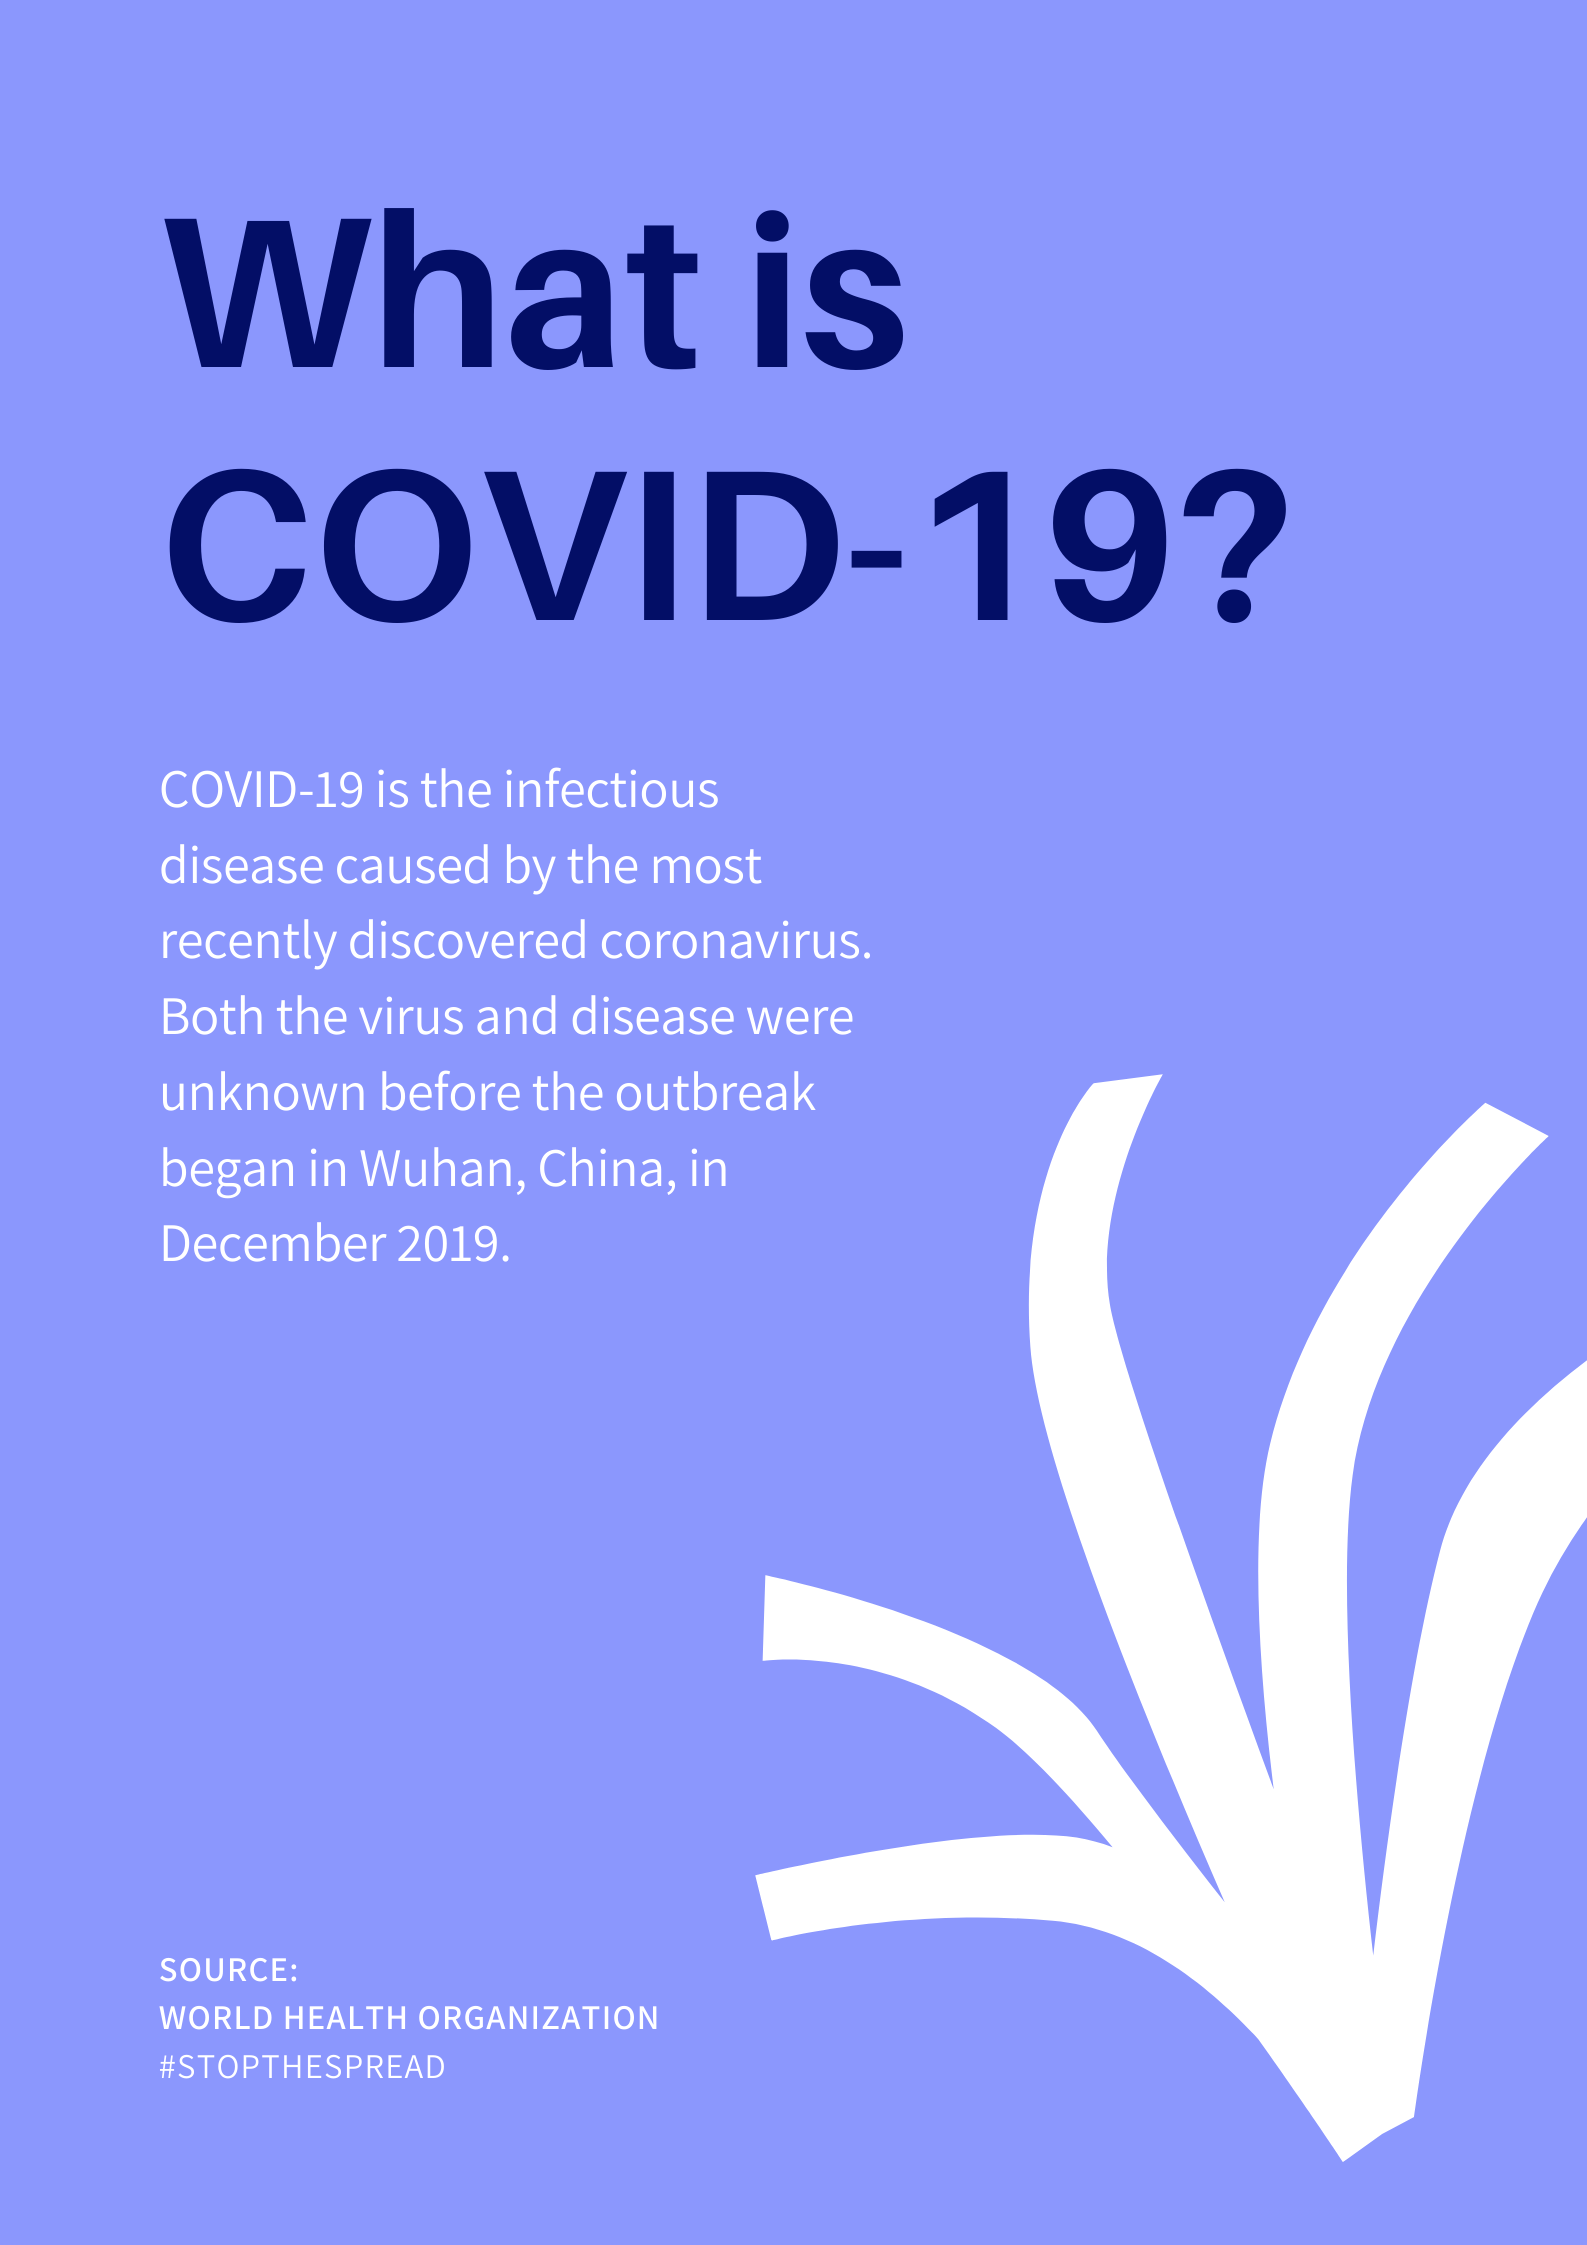 What is
COVID-19?
COVID-19 is the infectious
disease caused by the most
recently discovered coronavirus.
Both the virus and disease were
unknown before the outbreak
began in Wuhan, China, in
December 2019.
SOURCE:
WORLD HEALTH ORGANIZATION
#STOPTHESPREAD